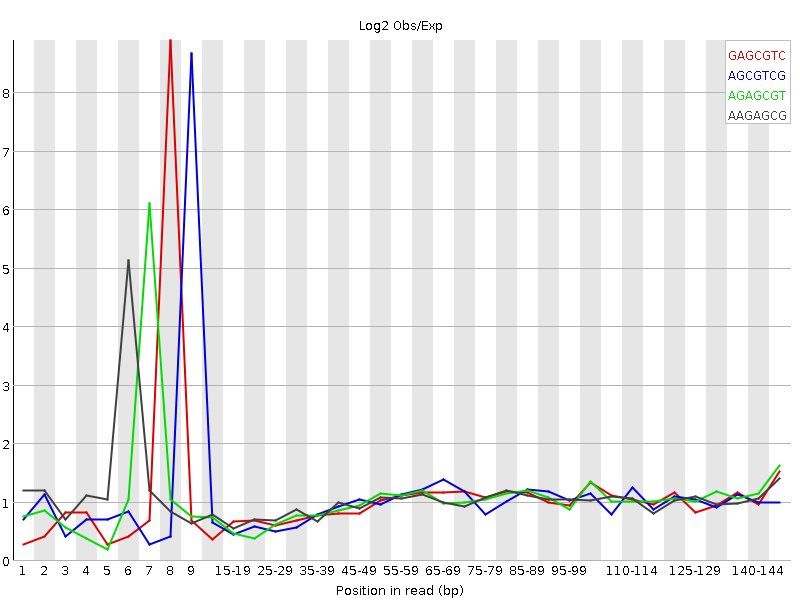 Log2 Obs/Exp
GAGCGTC
AGCGTCG
AGAGCGT
AAGAGCG
8
7
6
5
4
3
2
1
0
1 2 3 4 5 6 7 8 9 15-19 25-29 35-39 45-49 55-59 65-69 75-79 85-89 95-99 110-114 125-129 140-144
Position in read (bp)